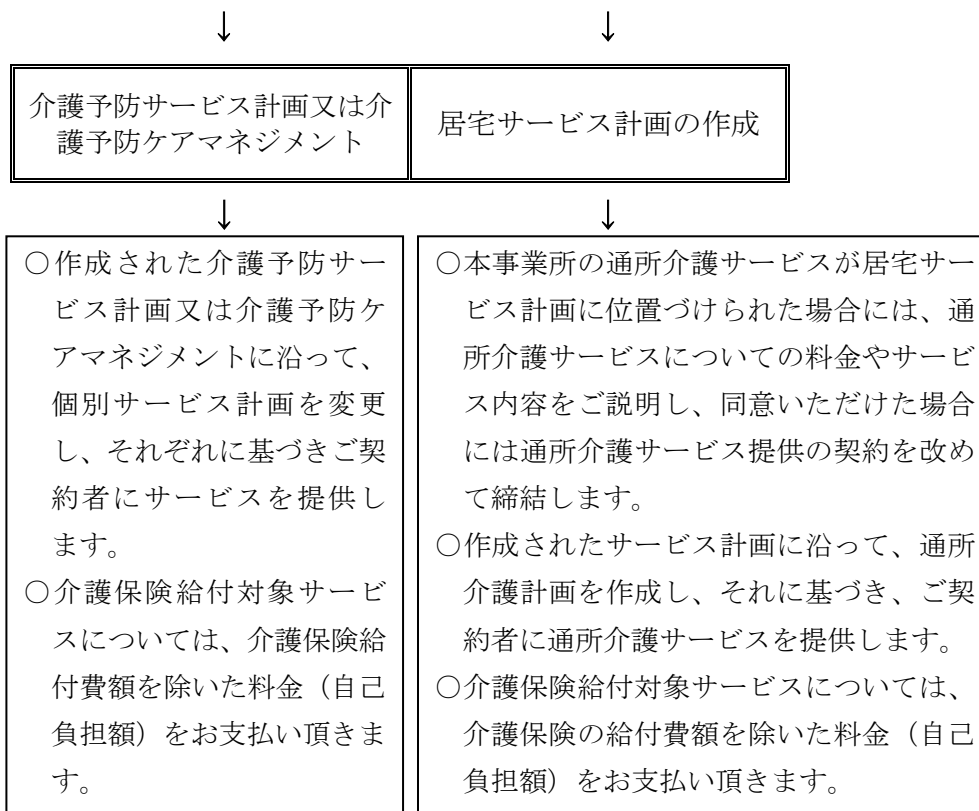 ↓ ↓
介護予防サービス計画又は介
護予防ケアマネジメント
居宅サービス計画の作成
↓ ↓
○作成された介護予防サー
ビス計画又は介護予防ケ
アマネジメントに沿って、
個別サービス計画を変更
し、それぞれに基づきご契
約者にサービスを提供し
ます。
○介護保険給付対象サービ
スについては、介護保険給
付費額を除いた料金（自己
負担額）をお支払い頂きま
す。
○本事業所の通所介護サービスが居宅サー
ビス計画に位置づけられた場合には、通
所介護サービスについての料金やサービ
ス内容をご説明し、同意いただけた場合
には通所介護サービス提供の契約を改め
て締結します。
○作成されたサービス計画に沿って、通所
介護計画を作成し、それに基づき、ご契
約者に通所介護サービスを提供します。
○介護保険給付対象サービスについては、
介護保険の給付費額を除いた料金（自己
負担額）をお支払い頂きます。